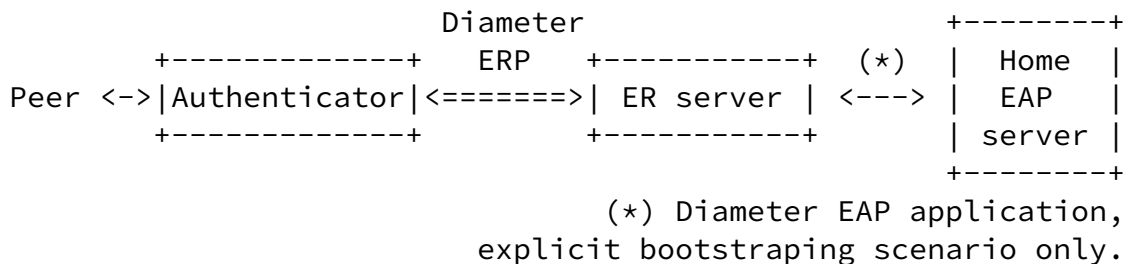 Diameter                        +--------+
        +-------------+    ERP    +-----------+   (*)   |  Home  |
Peer <->|Authenticator|<=======>| ER server | <---> |  EAP   |
        +-------------+           +-----------+         | server |
                                                        +--------+
                                (*) Diameter EAP application,
                          explicit bootstraping scenario only.